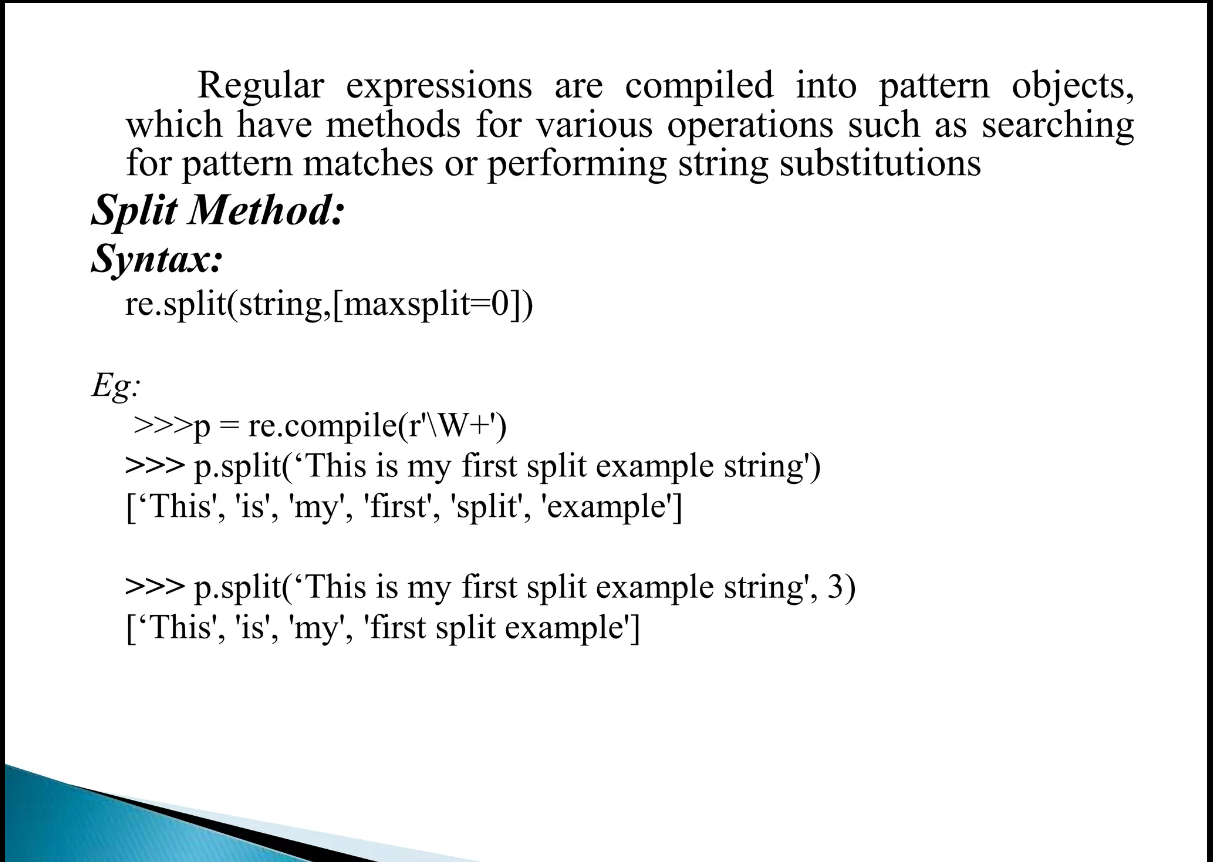 Regular expressions are compiled into pattern objects,
which have methods for various operations such as searching
for pattern matches or performing string substitutions
Split Method:
Syntax:
re.split(string,[maxsplit=0])
Eg:
>>>p = re.compile(r'\W+')
>>> p.split(‘This is my first split example string')
[‘This', 'is', 'my', 'first', 'split', 'example']
>>> p.split(‘This is my first split example string', 3)
[‘This', 'is', 'my', 'first split example']